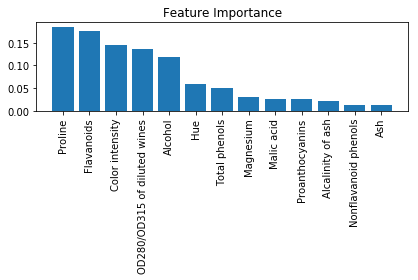 Feature Importance
0.15
0.10
0.05
0.00
Proline
Flavanoids
Color intensity
OD280/OD315 of diluted wines
Alcohol
Hue
Total phenols
Magnesium
Malic acid
Proanthocyanins
Alcalinity of ash
Nonflavanoid phenols
Ash